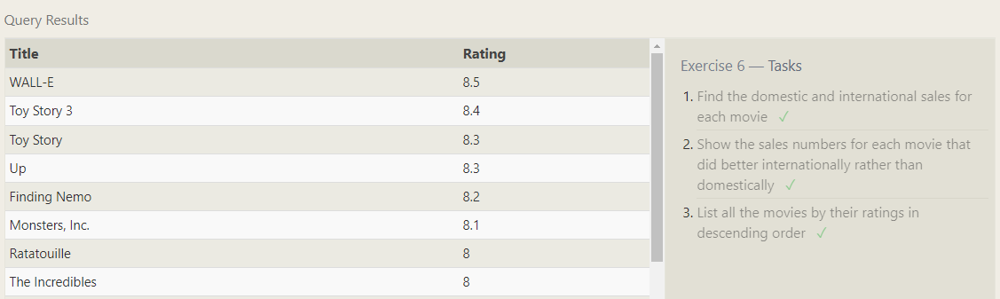 Query Results
Title Rating
WALL-E 8.5
Toy Story 3 8.4
Toy Story 8.3
Up 8.3
Finding Nemo 8.2
Monsters, Inc. 8.1
Ratatouille 8
The Incredibles 8
Exercise 6 — Tasks
1. Find the domestic and international sales for
each movie ✓
2. Show the sales numbers for each movie that
did better internationally rather than
domestically ✓
3. List all the movies by their ratings in
descending order ✓